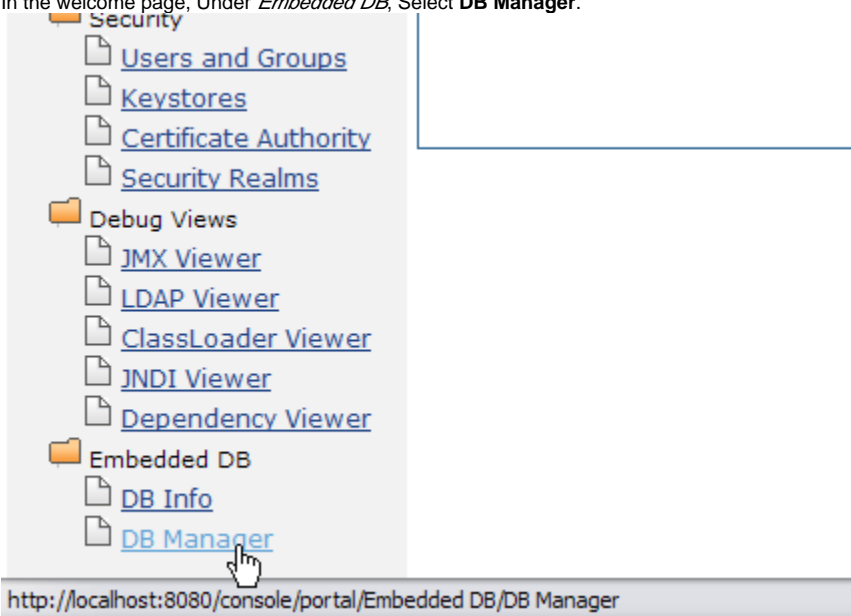 In the welcome page, Under Embedded DB, Select DB Manager.
Security
Users and Groups
Keystores
Certificate Authority
Security Realms
Debug Views
JMX Viewer
LDAP Viewer
ClassLoader Viewer
JNDI Viewer
Dependency Viewer
Embedded DB
DB Info
DB Manager
http://localhost:8080/console/portal/Embedded DB/DB Manager